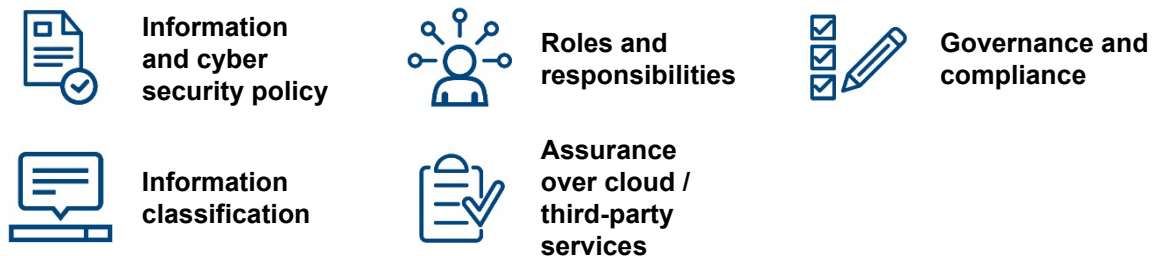 Information
and cyber
security policy
Roles and
responsibilities
Governance and
compliance
Information
classification
Assurance
over cloud /
third-party
services